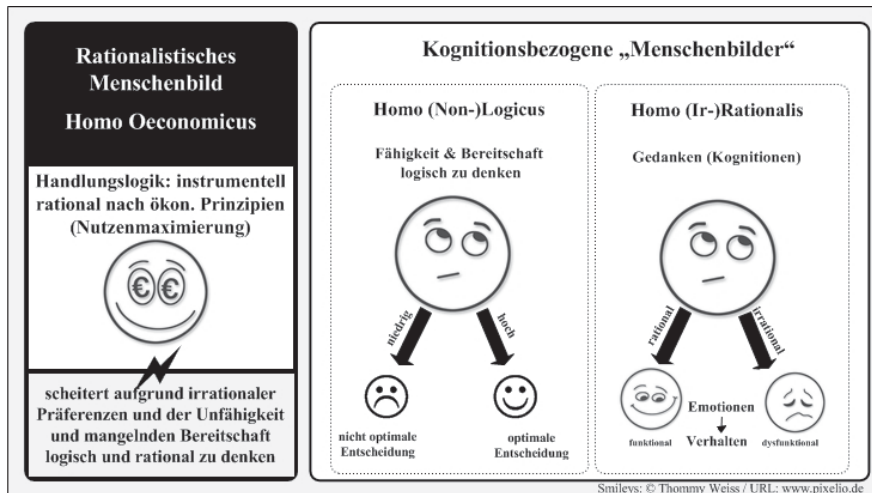 Rationalistisches
Menschenbild
Homo Oeconomicus
Handlungslogik: instrumentell
rational nach ökon. Prinzipien
(Nutzenmaximierung)
€ €
scheitert aufgrund irrationaler
Präferenzen und der Unfähigkeit
und mangelnden Bereitschaft
logisch und rational zu denken
Kognitionsbezogene „Menschenbilder“
Homo (Non-)Logicus
Fähigkeit & Bereitschaft
logisch zu denken
niedrig
hoch
nicht optimale
Entscheidung
optimale
Entscheidung
Homo (Ir-)Rationalis
Gedanken (Kognitionen)
rational
irrational
Emotionen
Verhalten
funktional
dysfunktional
Smileys: © Thommy Weiss / URL: www.pixelio.de